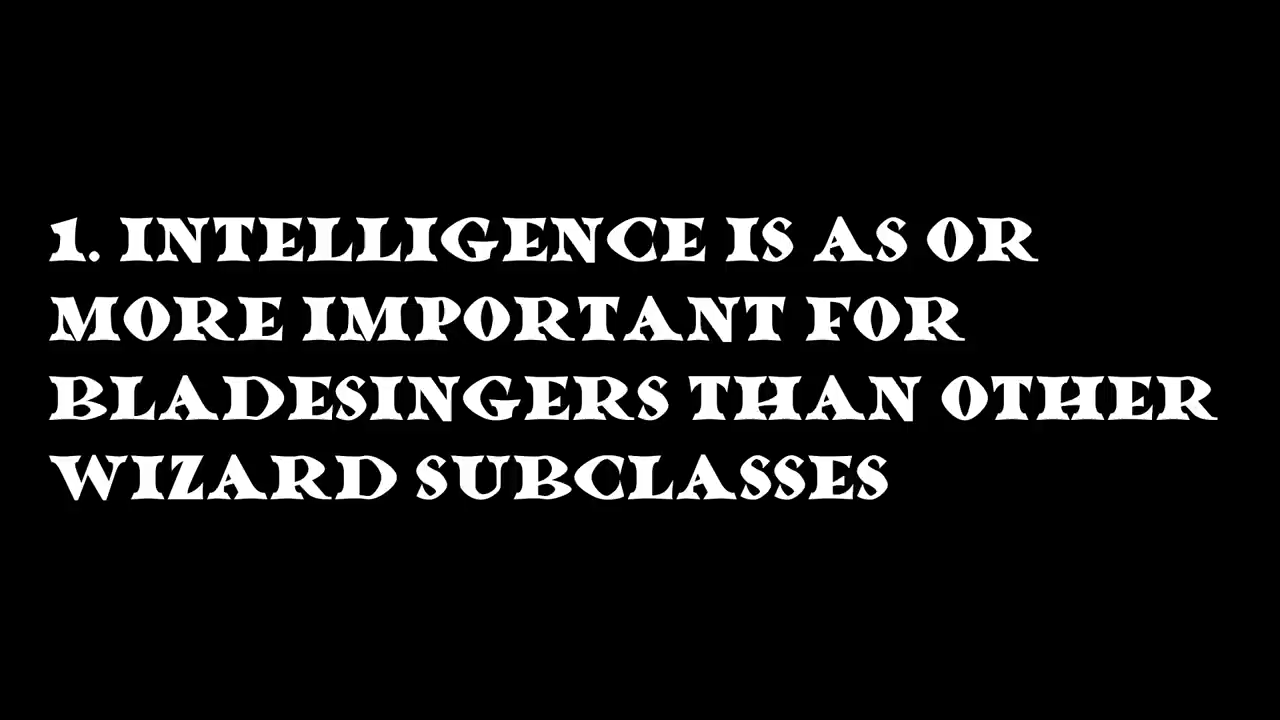 1. INTELLIGENCE IS AS OR
MORE IMPORTANT FOR
BLADESINGERS THAN OTHER
WIZARD SUBCLASSES